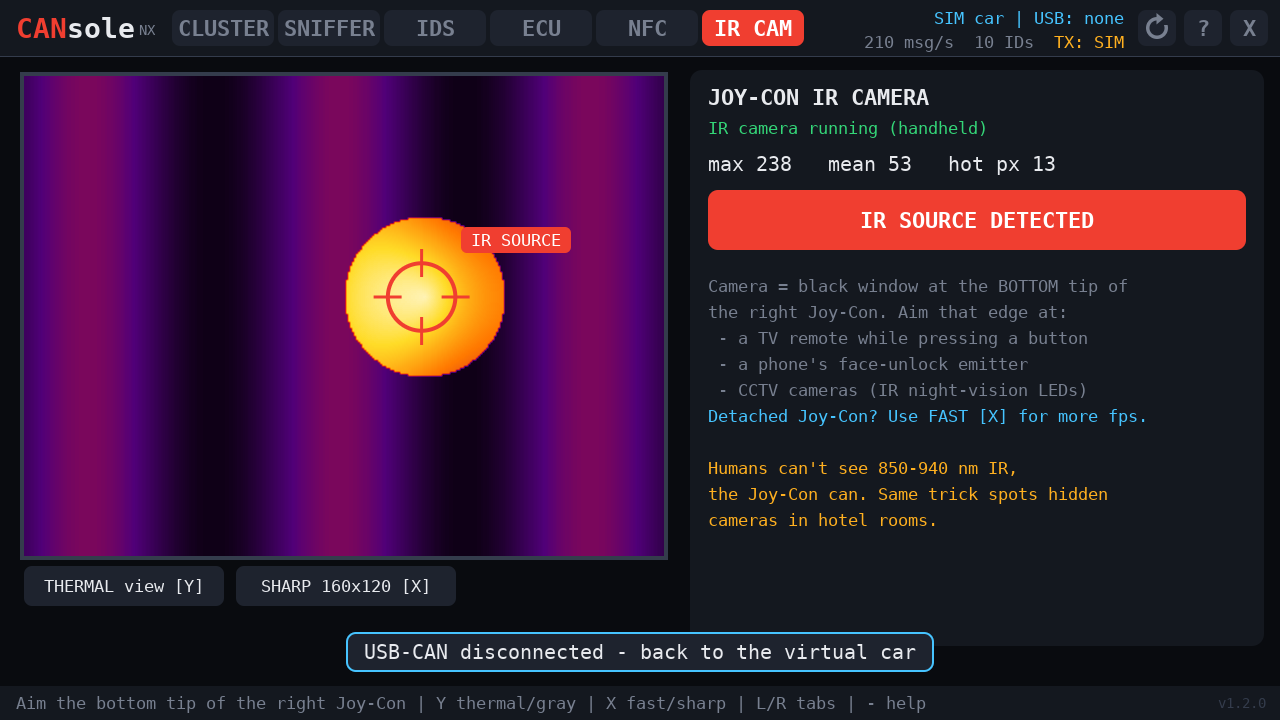 CANsole NX CLUSTER SNIFFER IDS ECU NFC IR CAM
SIM car | USB: none
210 msg/s 10 IDs TX: SIM
? X
IR SOURCE
THERMAL view [Y] SHARP 160x120 [X]
JOY-CON IR CAMERA
IR camera running (handheld)
max 238 mean 53 hot px 13
IR SOURCE DETECTED
Camera = black window at the BOTTOM tip of
the right Joy-Con. Aim that edge at:
- a TV remote while pressing a button
- a phone's face-unlock emitter
- CCTV cameras (IR night-vision LEDs)
Detached Joy-Con? Use FAST [X] for more fps.
Humans can't see 850-940 nm IR,
the Joy-Con can. Same trick spots hidden
cameras in hotel rooms.
USB-CAN disconnected - back to the virtual car
Aim the bottom tip of the right Joy-Con | Y thermal/gray | X fast/sharp | L/R tabs | - help
v1.2.0